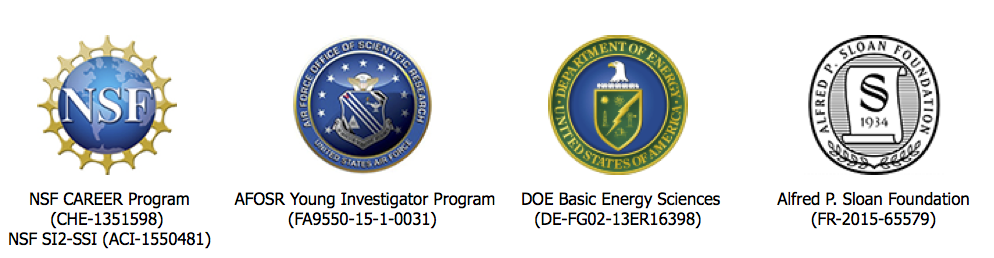 NSF
AIR FORCE OFFICE OF SCIENTIFIC RESEARCH
UNITED STATES AIR FORCE
DEPARTMENT OF ENERGY
UNITED STATES OF AMERICA
ALFRED P. SLOAN FOUNDATION
S
1934
NSF CAREER Program
(CHE-1351598)
NSF SI2-SSI (ACI-1550481)
AFOSR Young Investigator Program
(FA9550-15-1-0031)
DOE Basic Energy Sciences
(DE-FG02-13ER16398)
Alfred P. Sloan Foundation
(FR-2015-65579)